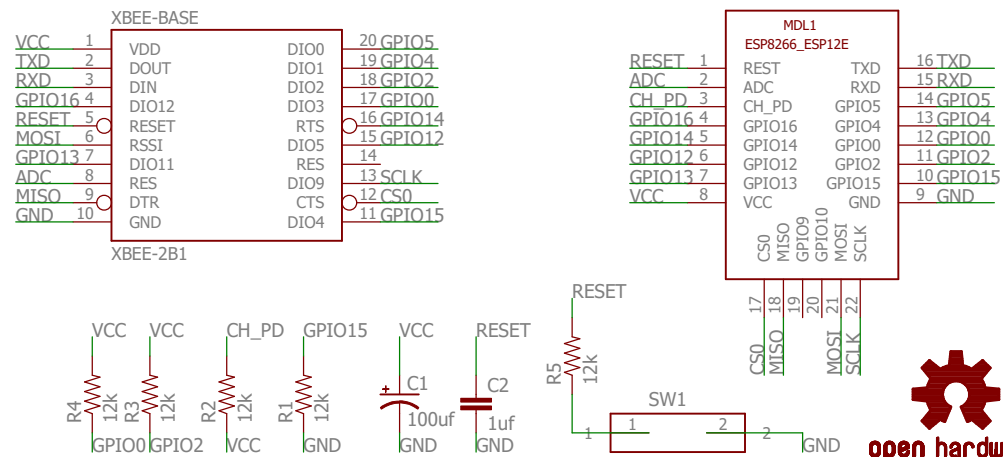 XBEE-BASE
VCC 1 VDD DIO0 20 GPIO5
TXD 2 DOUT DIO1 19 GPIO4
RXD 3 DIN DIO2 18 GPIO2
GPIO16 4 DIO12 DIO3 17 GPIO0
RESET 5 RESET RTS 16 GPIO14
MOSI 6 RSSI DIO5 15 GPIO12
GPIO13 7 DIO11 RES 14
ADC 8 RES DIO9 13 SCLK
MISO 9 DTR CTS 12 CS0
GND 10 GND DIO4 11 GPIO15
XBEE-2B1
MDL1
ESP8266_ESP12E
RESET 1 REST TXD 16 TXD
ADC 2 ADC RXD 15 RXD
CH_PD 3 CH_PD GPIO5 14 GPIO5
GPIO16 4 GPIO16 GPIO4 13 GPIO4
GPIO14 5 GPIO14 GPIO0 12 GPIO0
GPIO12 6 GPIO12 GPIO2 11 GPIO2
GPIO13 7 GPIO13 GPIO15 10 GPIO15
VCC 8 VCC GND 9 GND
CS0 MISO GPIO9 GPIO10 MOSI SCLK
17 18 19 20 21 22
CS0 MISO MOSI SCLK
VCC
R4
12k
GPIO0
VCC
R3
12k
GPIO2
CH_PD
R2
12k
VCC
GPIO15
R1
12k
GND
VCC
+
C1
100uf
GND
RESET
C2
1uf
GND
RESET
R5
12k
SW1
1 1 2 2
GND
open hardw